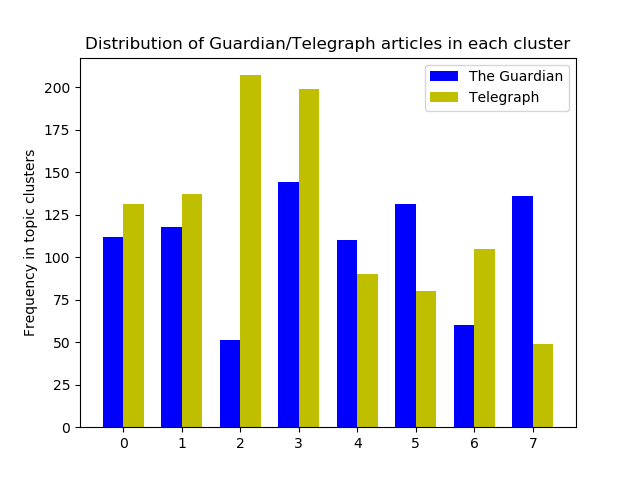 Distribution of Guardian/Telegraph articles in each cluster
The Guardian
Telegraph
Frequency in topic clusters
200
175
150
125
100
75
50
25
0
0 1 2 3 4 5 6 7